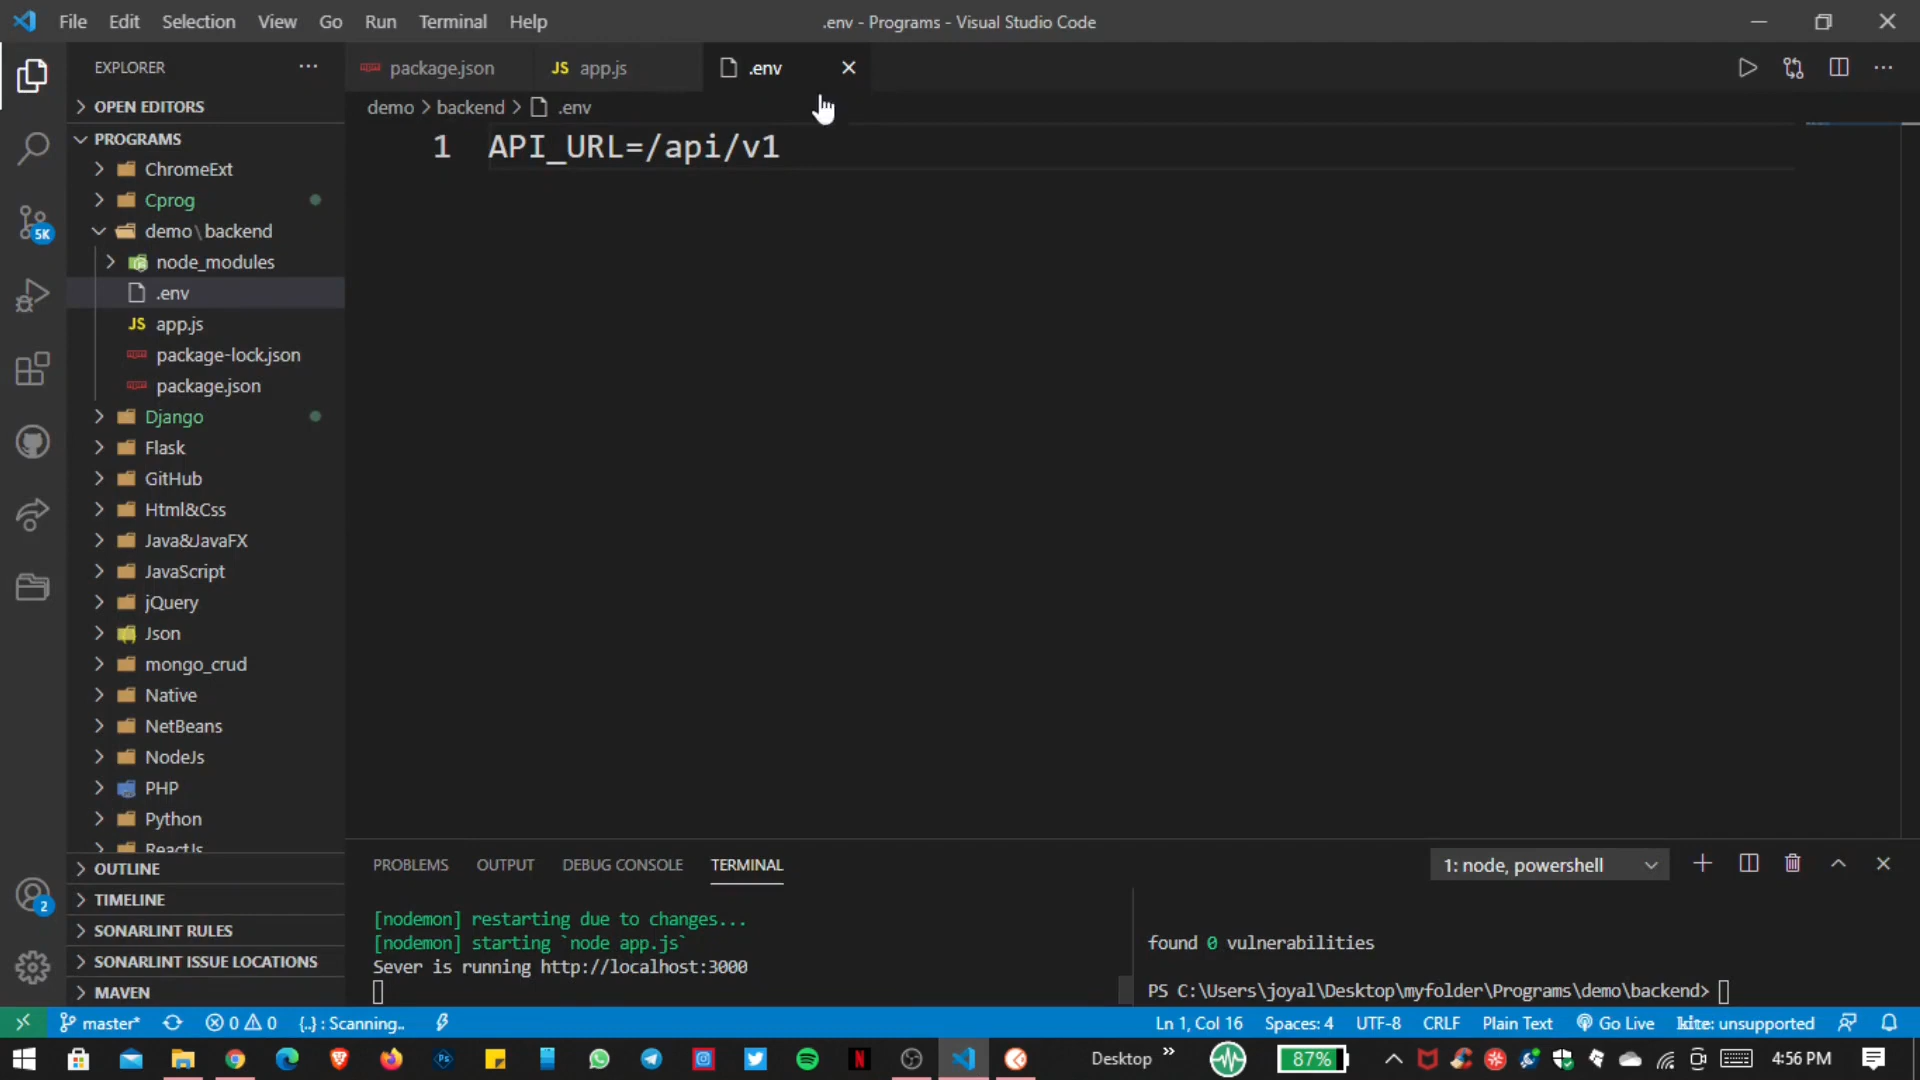 File Edit Selection View Go Run Terminal Help
.env - Programs - Visual Studio Code
EXPLORER
OPEN EDITORS
PROGRAMS
ChromeExt
Cprog
demo\backend
node_modules
.env
app.js
package-lock.json
package.json
Django
Flask
GitHub
Html&Css
Java&JavaFX
JavaScript
jQuery
Json
mongo_crud
Native
NetBeans
NodeJs
PHP
Python
ReactJs
OUTLINE
TIMELINE
SONARLINT RULES
SONARLINT ISSUE LOCATIONS
MAVEN
5K
2
package.json
JS app.js
.env
demo > backend > .env
1 API_URL=/api/v1
PROBLEMS OUTPUT DEBUG CONSOLE TERMINAL
1: node, powershell
[nodemon] restarting due to changes...
[nodemon] starting `node app.js`
Sever is running http://localhost:3000
found 0 vulnerabilities
PS C:\Users\joyal\Desktop\myfolder\Programs\demo\backend>
master* 0 0 {..} : Scanning.. Ln 1, Col 16 Spaces: 4 UTF-8 CRLF Plain Text Go Live kite: unsupported
Desktop » 87% 4:56 PM